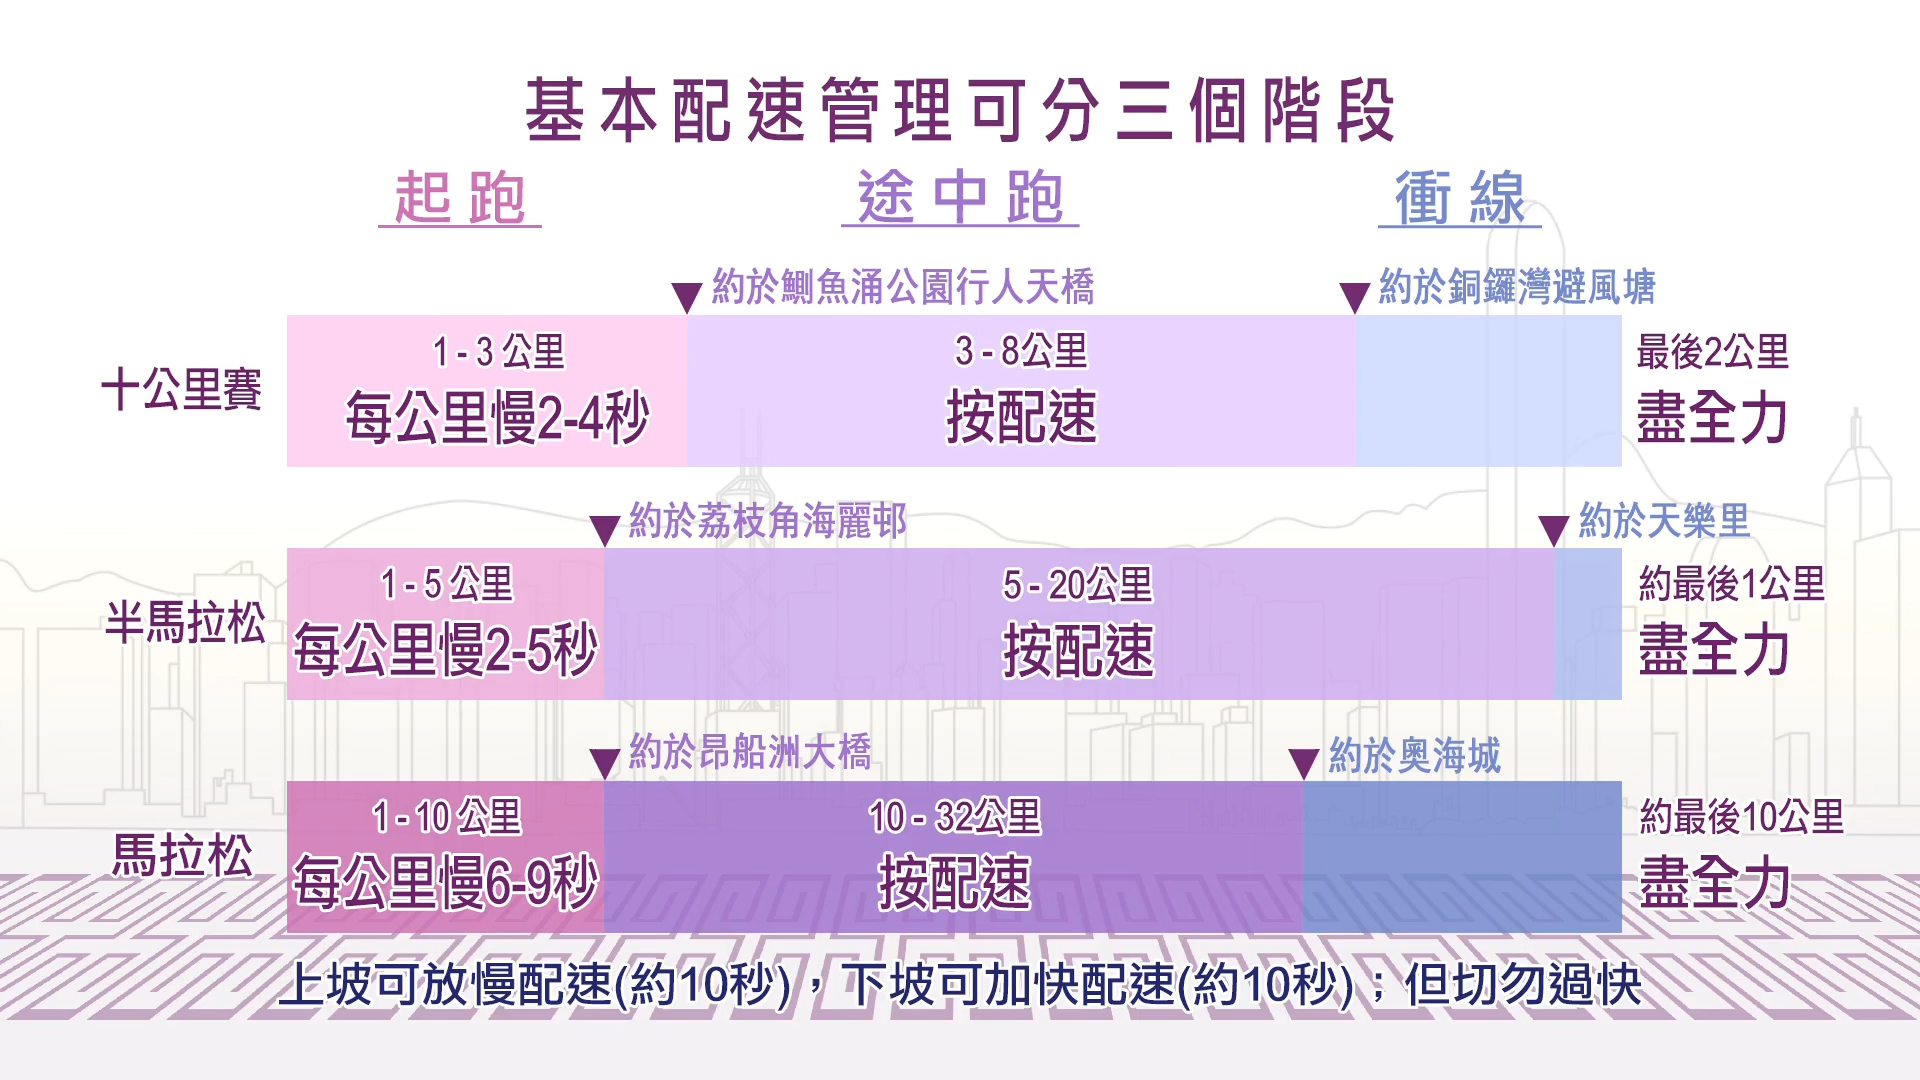 基本配速管理可分三個階段
起跑 途中跑 衝線
約於鰂魚涌公園行人天橋 約於銅鑼灣避風塘
十公里賽
1 - 3 公里
每公里慢2-4秒
3 - 8公里
按配速
最後2公里
盡全力
約於荔枝角海麗邨 約於天樂里
半馬拉松
1 - 5 公里
每公里慢2-5秒
5 - 20公里
按配速
約最後1公里
盡全力
約於昂船洲大橋 約於奧海城
馬拉松
1 - 10 公里
每公里慢6-9秒
10 - 32公里
按配速
約最後10公里
盡全力
上坡可放慢配速(約10秒)，下坡可加快配速(約10秒)；但切勿過快